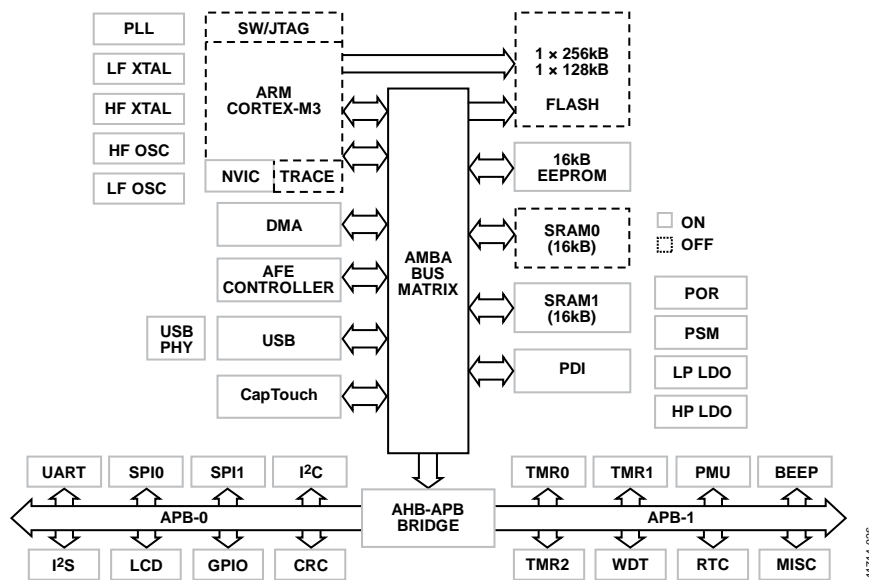 PLL
LF XTAL
HF XTAL
HF OSC
LF OSC
SW/JTAG
ARM
CORTEX-M3
NVIC
TRACE
DMA
AFE
CONTROLLER
USB
PHY
USB
CapTouch
AMBA
BUS
MATRIX
1 × 256kB
1 × 128kB
FLASH
16kB
EEPROM
SRAM0
(16kB)
SRAM1
(16kB)
PDI
ON
OFF
POR
PSM
LP LDO
HP LDO
UART
SPI0
SPI1
I2C
TMR0
TMR1
PMU
BEEP
APB-0
AHB-APB
BRIDGE
APB-1
I2S
LCD
GPIO
CRC
TMR2
WDT
RTC
MISC